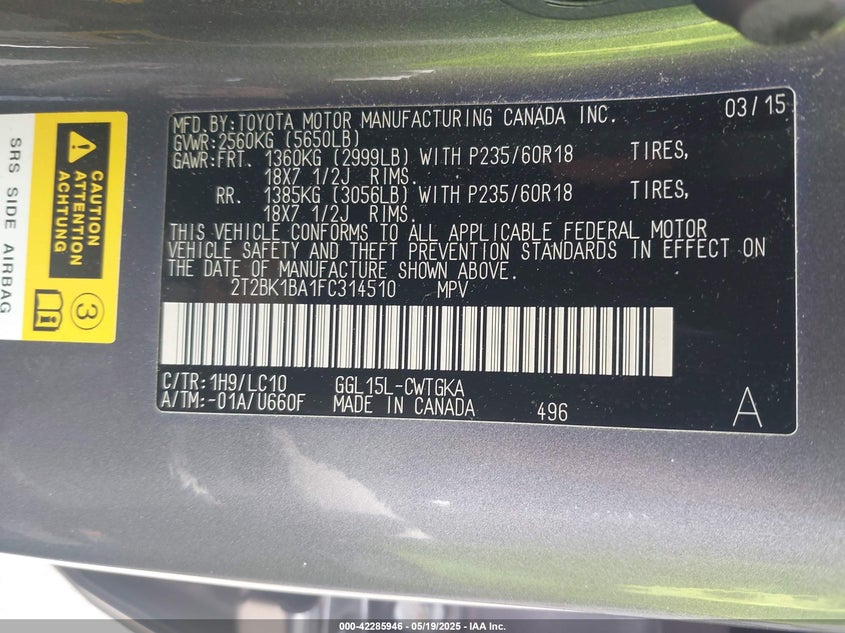 MFD. BY: TOYOTA MOTOR MANUFACTURING CANADA INC. 03/15
GVWR: 2560KG (5650LB)
GAWR: FRT. 1360KG (2999LB) WITH P235/60R18 TIRES,
18X7 1/2J RIMS.
RR. 1385KG (3056LB) WITH P235/60R18 TIRES,
18X7 1/2J RIMS.
THIS VEHICLE CONFORMS TO ALL APPLICABLE FEDERAL MOTOR
VEHICLE SAFETY AND THEFT PREVENTION STANDARDS IN EFFECT ON
THE DATE OF MANUFACTURE SHOWN ABOVE.
2T2BK1BA1FC314510 MPV
C/TR: 1H9/LC10 GGL15L-CWTGKA
A/TM: -01A/U660F MADE IN CANADA 496 A
CAUTION
ATTENTION
ACHTUNG
3
SRS SIDE AIRBAG
000-42285946 - 05/19/2025 - IAA Inc.